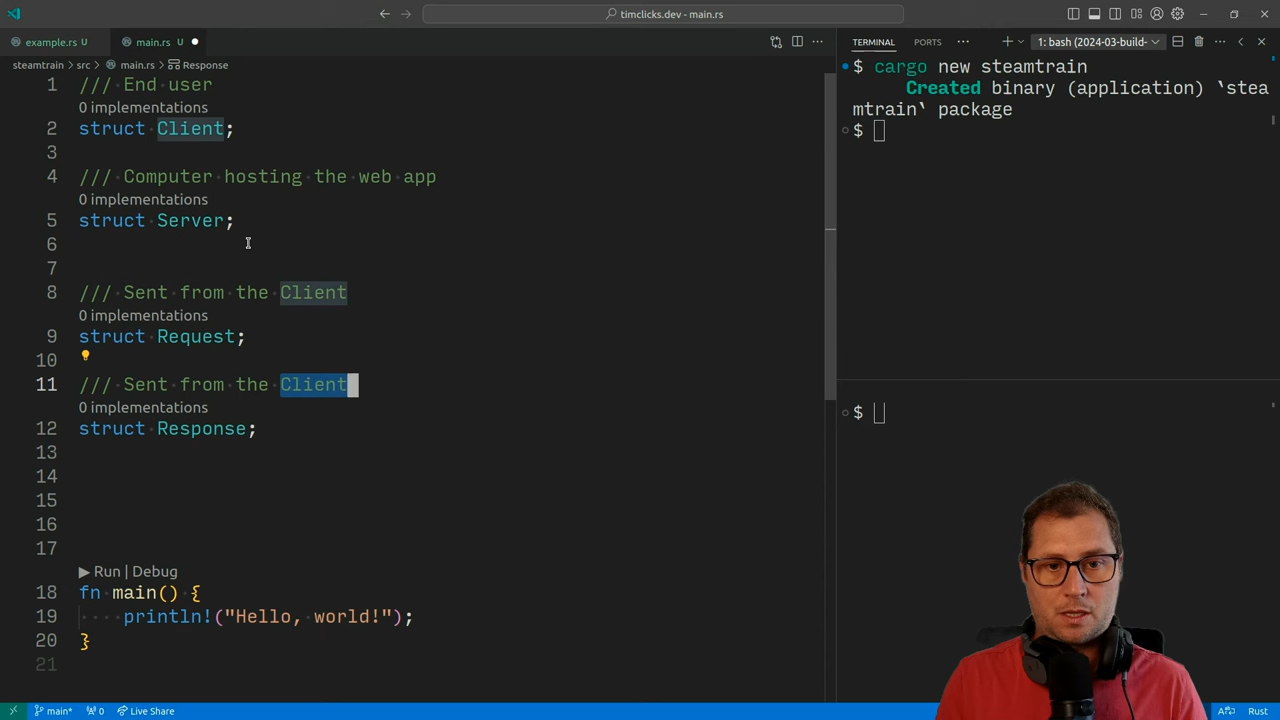 timclicks.dev - main.rs
example.rs U
main.rs U
TERMINAL
PORTS
1: bash (2024-03-build-
steamtrain > src > main.rs > Response
1 /// End user
0 implementations
2 struct Client;
3
4 /// Computer hosting the web app
0 implementations
5 struct Server;
6
7
8 /// Sent from the Client
0 implementations
9 struct Request;
10
11 /// Sent from the Client
0 implementations
12 struct Response;
13
14
15
16
17
▶ Run | Debug
18 fn main() {
19 println!("Hello, world!");
20 }
21
$ cargo new steamtrain
Created binary (application) `stea
mtrain` package
$
$
main*
0
Live Share
Rust